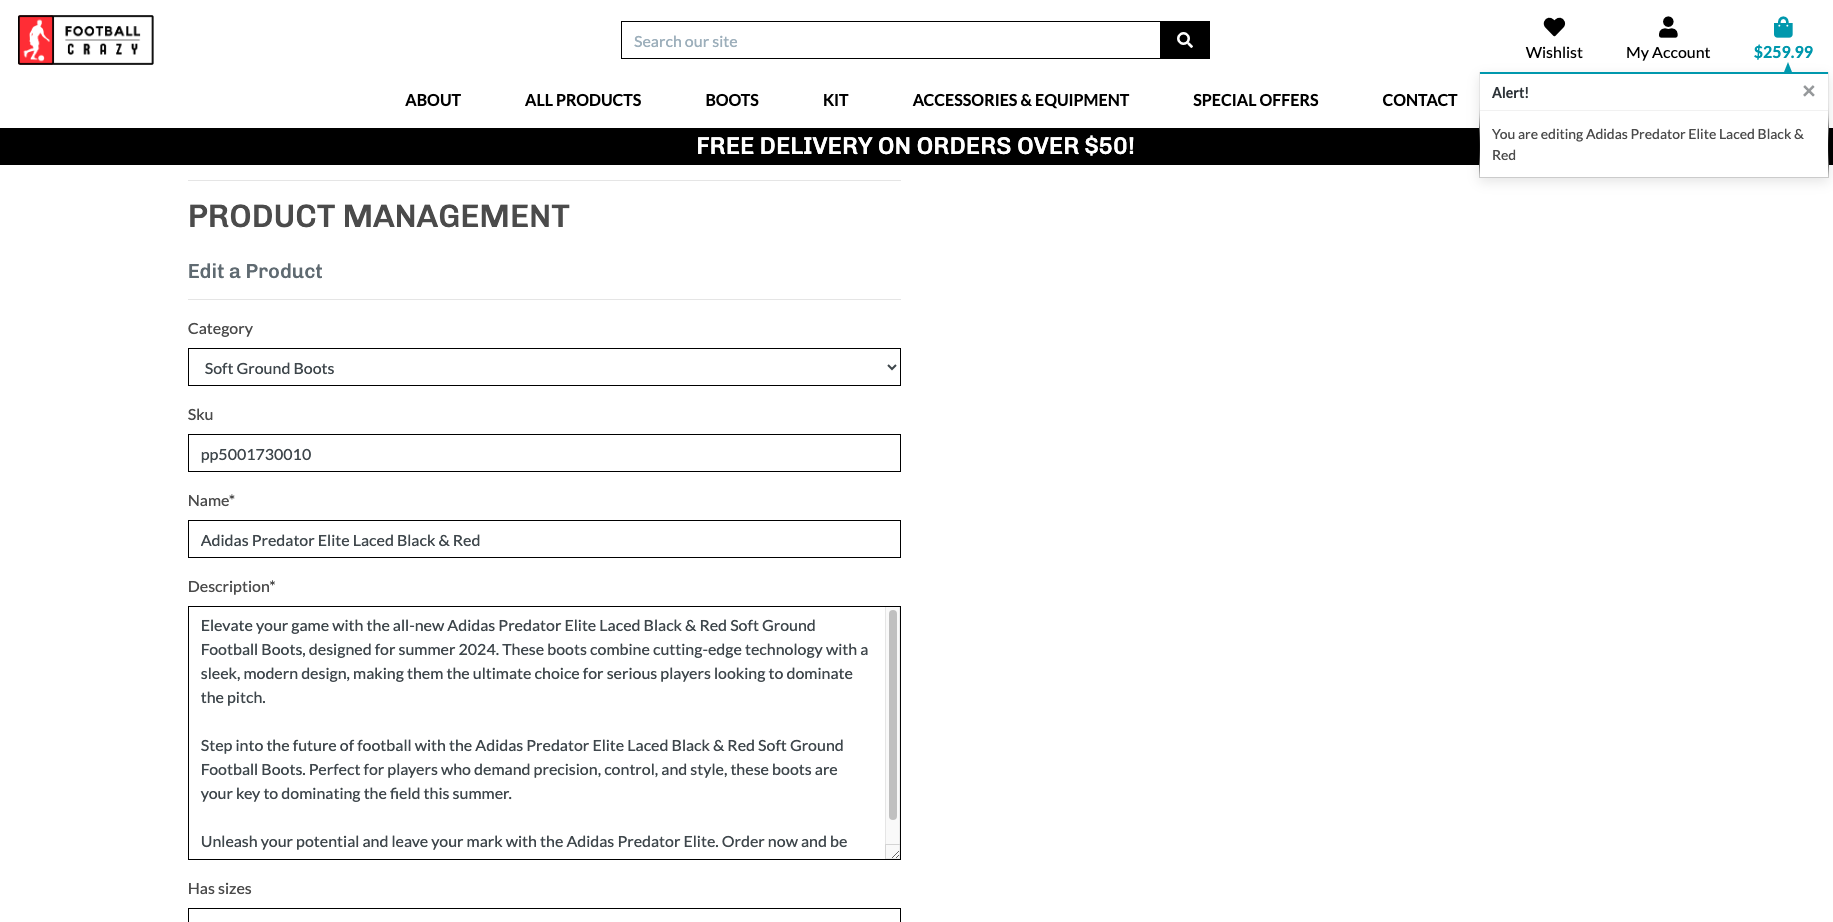 FOOTBALL
CRAZY
Search our site
Wishlist
My Account
$259.99
ABOUT
ALL PRODUCTS
BOOTS
KIT
ACCESSORIES & EQUIPMENT
SPECIAL OFFERS
CONTACT
Alert!
×
You are editing Adidas Predator Elite Laced Black &
Red
FREE DELIVERY ON ORDERS OVER $50!
PRODUCT MANAGEMENT
Edit a Product
Category
Soft Ground Boots
Sku
pp5001730010
Name*
Adidas Predator Elite Laced Black & Red
Description*
Elevate your game with the all-new Adidas Predator Elite Laced Black & Red Soft Ground
Football Boots, designed for summer 2024. These boots combine cutting-edge technology with a
sleek, modern design, making them the ultimate choice for serious players looking to dominate
the pitch.
Step into the future of football with the Adidas Predator Elite Laced Black & Red Soft Ground
Football Boots. Perfect for players who demand precision, control, and style, these boots are
your key to dominating the field this summer.
Unleash your potential and leave your mark with the Adidas Predator Elite. Order now and be
Has sizes